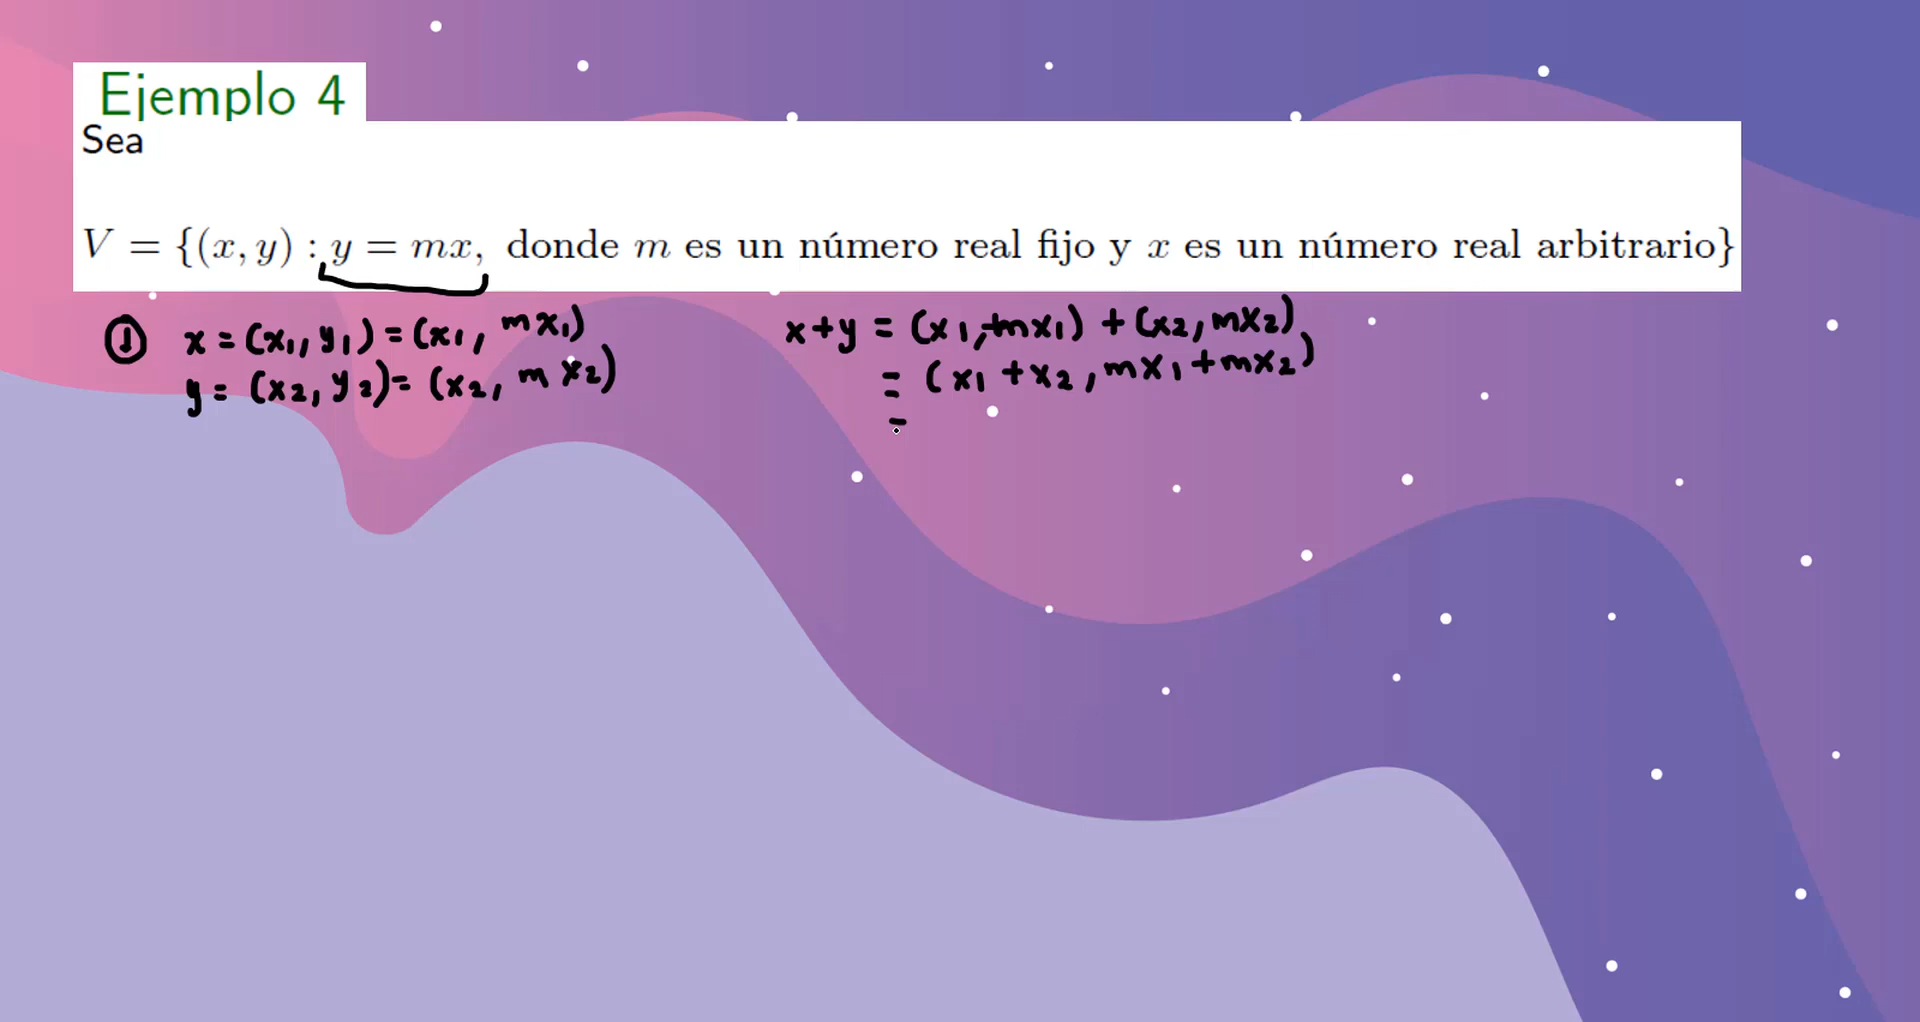 Ejemplo 4
Sea
V = {(x, y) : y = mx, donde m es un número real fijo y x es un número real arbitrario}
① x = (x1, y1) = (x1, mx1)
y = (x2, y2) = (x2, mx2)
x+y = (x1, mx1) + (x2, mx2)
= (x1 + x2, mx1 + mx2)